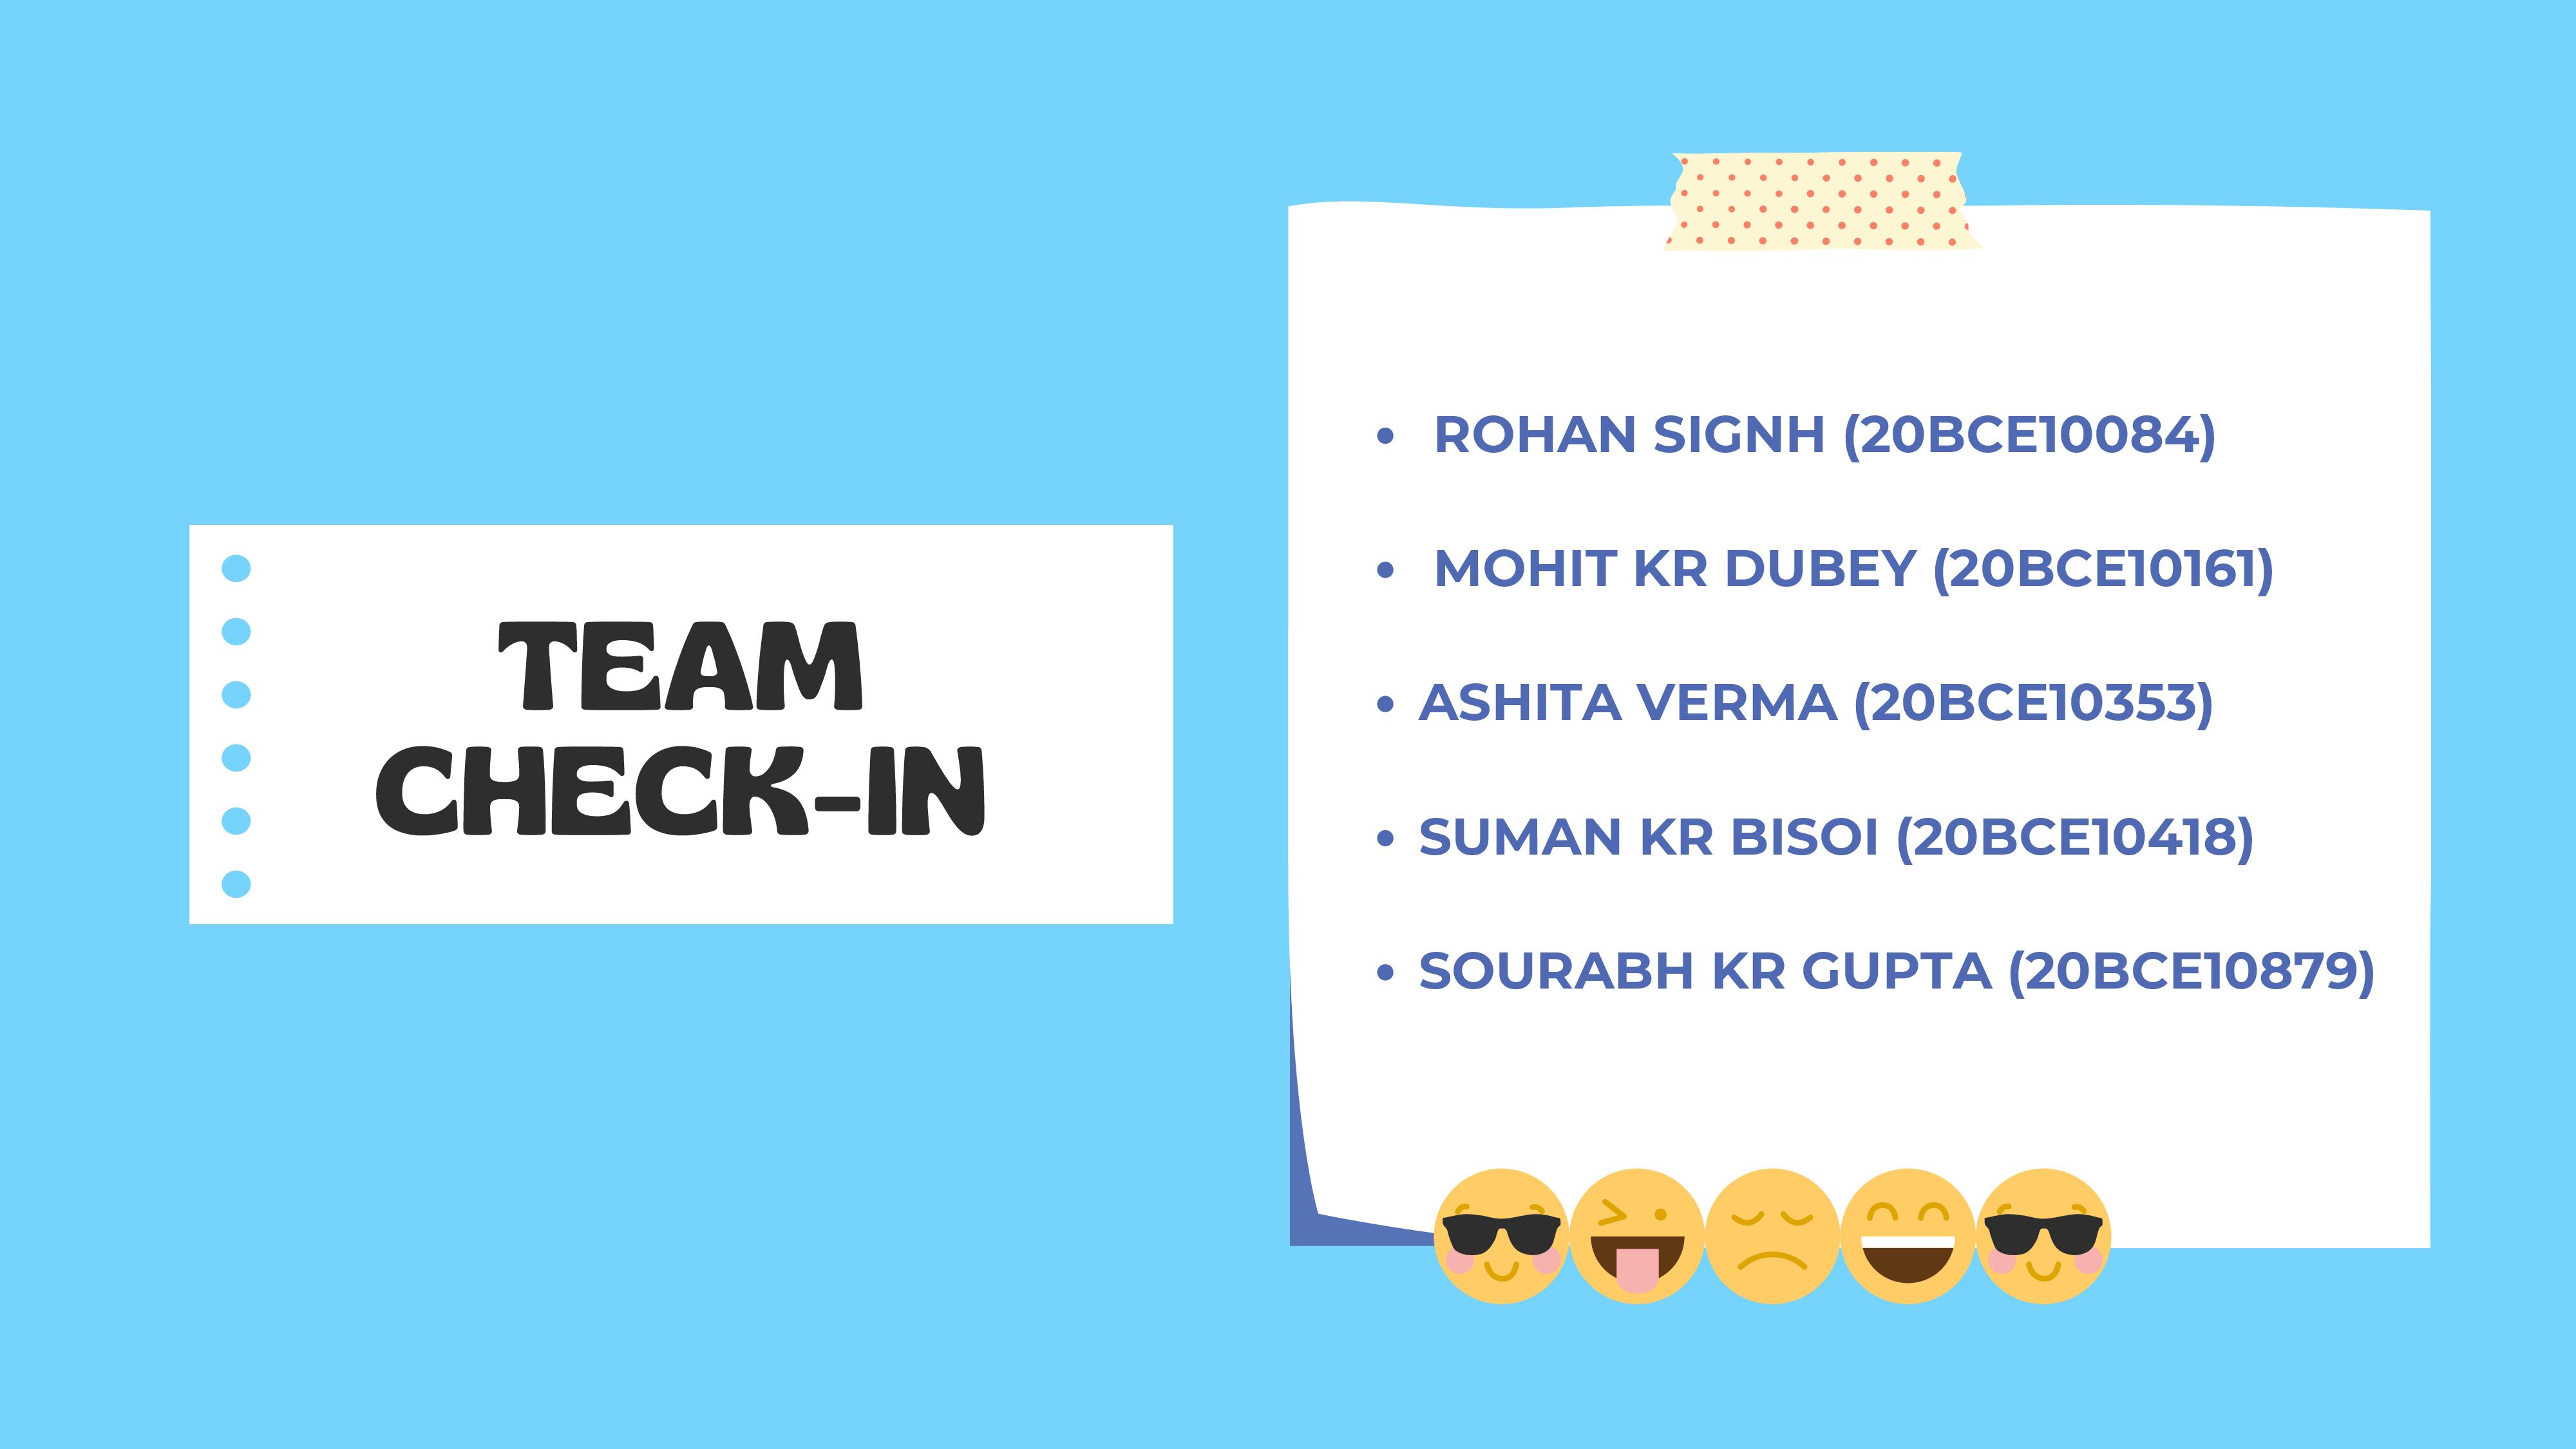 TEAM
CHECK-IN
• ROHAN SIGNH (20BCE10084)
• MOHIT KR DUBEY (20BCE10161)
• ASHITA VERMA (20BCE10353)
• SUMAN KR BISOI (20BCE10418)
• SOURABH KR GUPTA (20BCE10879)